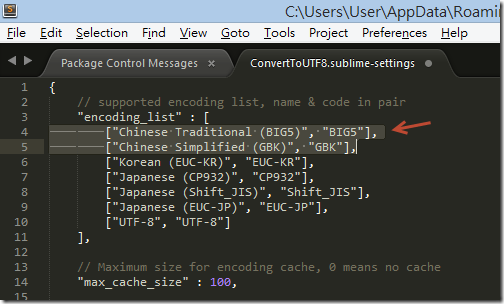 C:\Users\User\AppData\Roamin
File Edit Selection Find View Goto Tools Project Preferences Help
Package Control Messages × ConvertToUTF8.sublime-settings
1 {
2 // supported encoding list, name & code in pair
3 "encoding_list" : [
4 ["Chinese Traditional (BIG5)", "BIG5"],
5 ["Chinese Simplified (GBK)", "GBK"],
6 ["Korean (EUC-KR)", "EUC-KR"],
7 ["Japanese (CP932)", "CP932"],
8 ["Japanese (Shift_JIS)", "Shift_JIS"],
9 ["Japanese (EUC-JP)", "EUC-JP"],
10 ["UTF-8", "UTF-8"]
11 ],
12
13 // Maximum size for encoding cache, 0 means no cache
14 "max_cache_size" : 100,